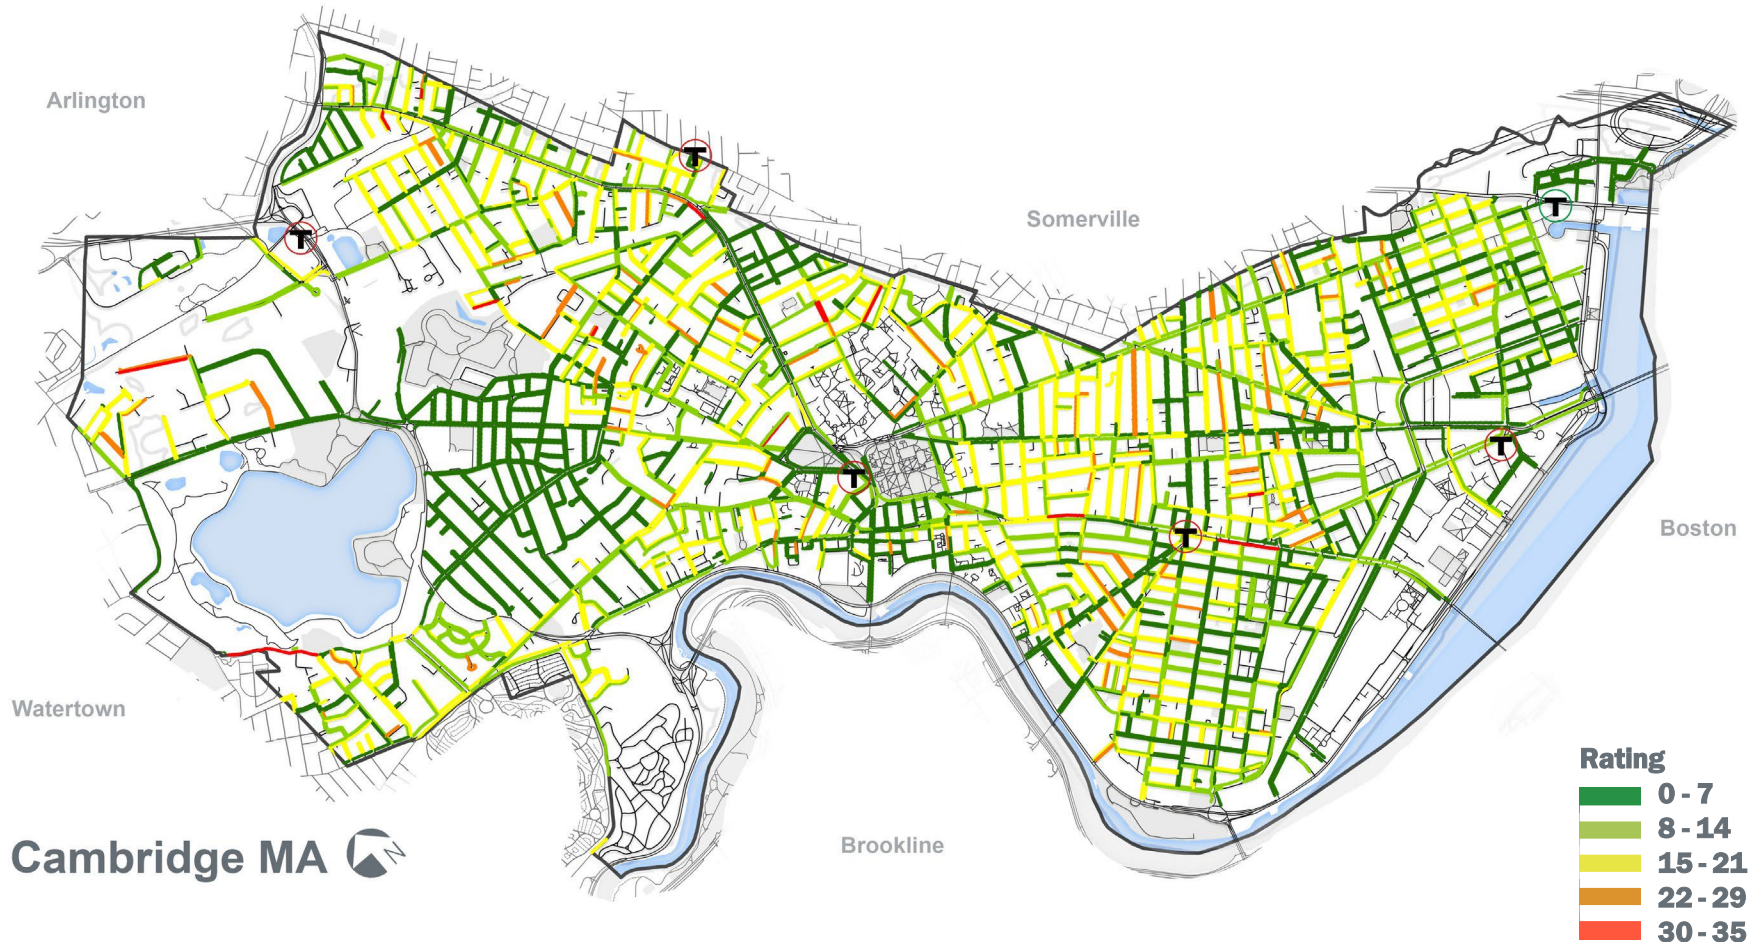 Arlington
Somerville
Boston
Watertown
Brookline
Cambridge MA
N
T
T
T
T
T
T
Rating
0 - 7
8 - 14
15 - 21
22 - 29
30 - 35